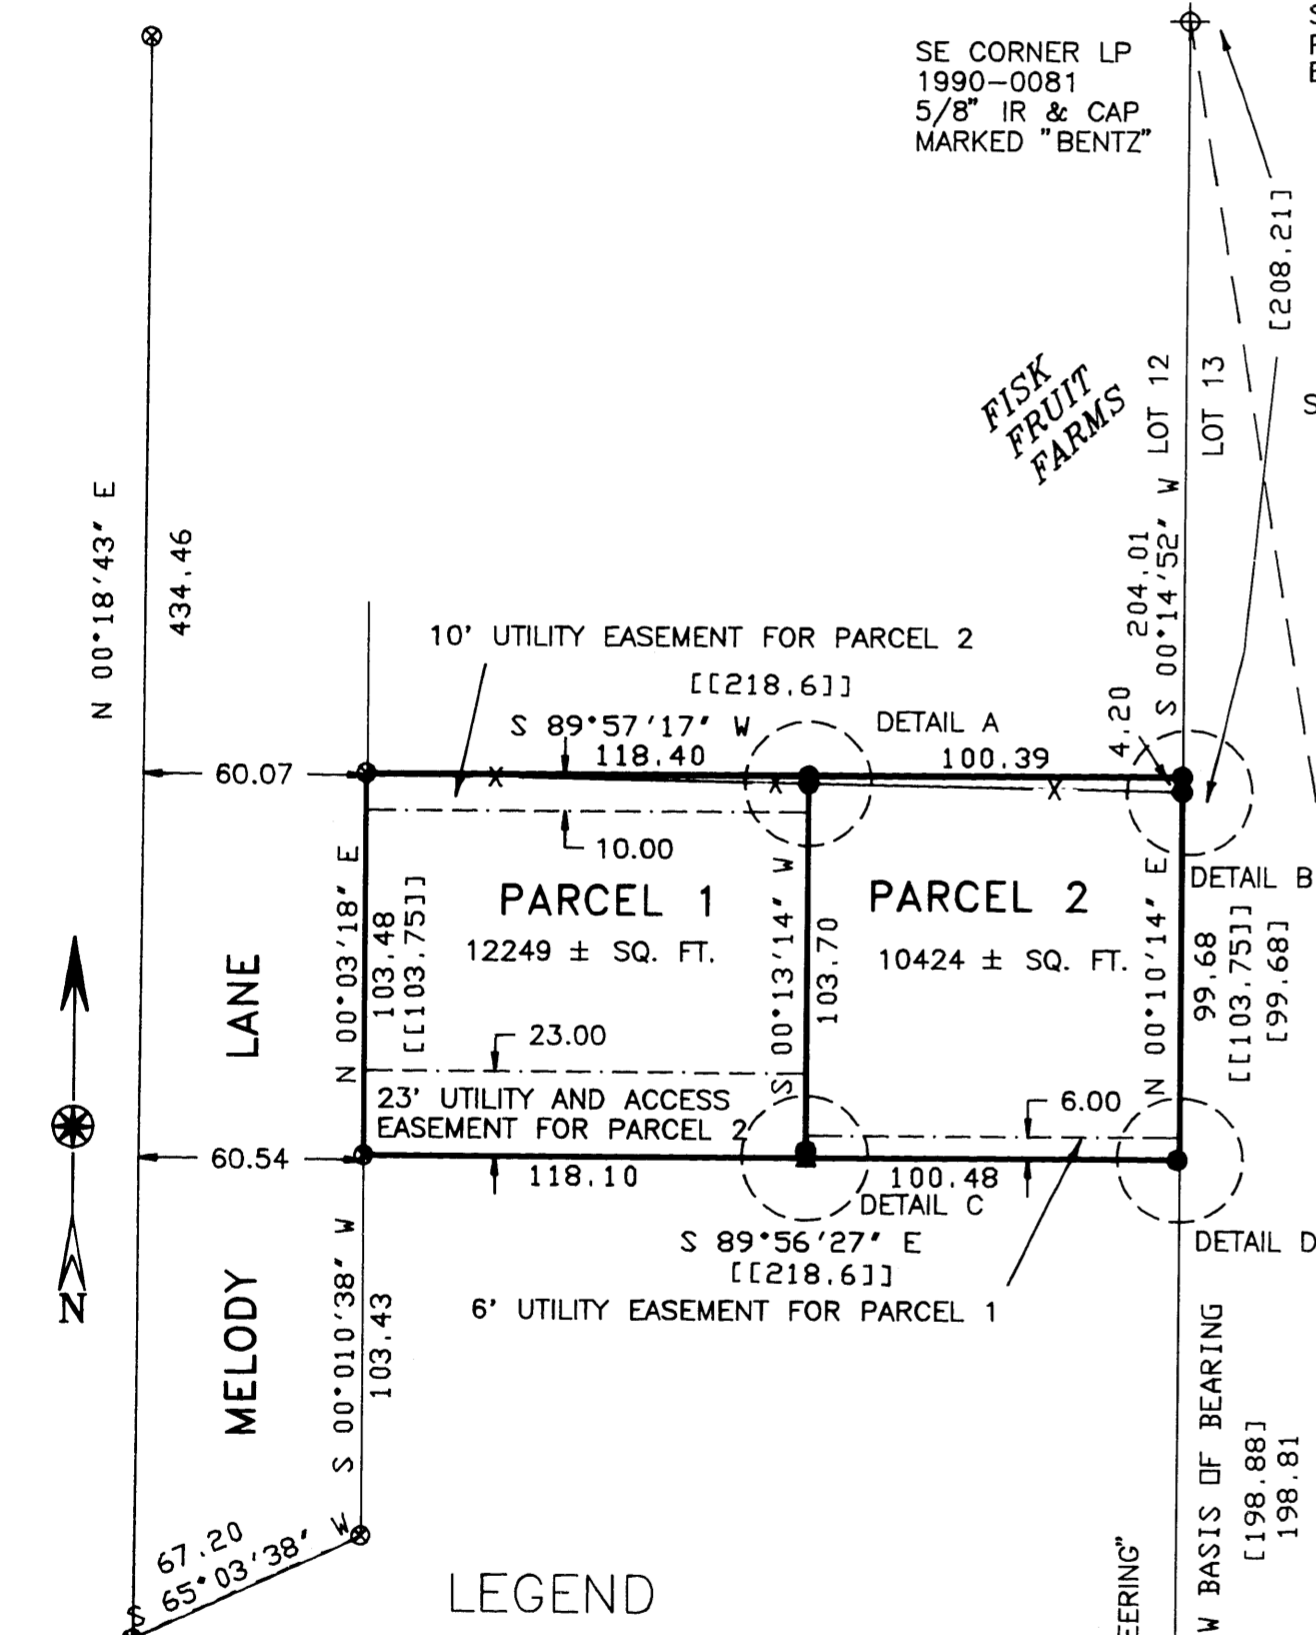 SE CORNER LP
1990-0081
5/8" IR & CAP
MARKED "BENTZ"
[208.21]
FISK
FRUIT
FARMS
LOT 12
LOT 13
N 00°18'43" E
434.46
204.01
S 00°14'52" W
4.20
10' UTILITY EASEMENT FOR PARCEL 2
[[218.6]]
S 89°57'17" W
DETAIL A
118.40
100.39
60.07
10.00
DETAIL B
PARCEL 1
12249 ± SQ. FT.
PARCEL 2
10424 ± SQ. FT.
N 00°03'18" E
103.48
[[103.75]]
S 00°13'14" W
103.70
N 00°10'14" E
99.68
[[103.75]]
[99.68]
23.00
23' UTILITY AND ACCESS
EASEMENT FOR PARCEL 2
6.00
60.54
118.10
100.48
DETAIL C
S 89°56'27" E
[[218.6]]
DETAIL D
6' UTILITY EASEMENT FOR PARCEL 1
MELODY LANE
N
S 00°010'38" W
103.43
67.20
S 65°03'38" W
LEGEND
EERING"
W BASIS OF BEARING
[198.88]
198.81